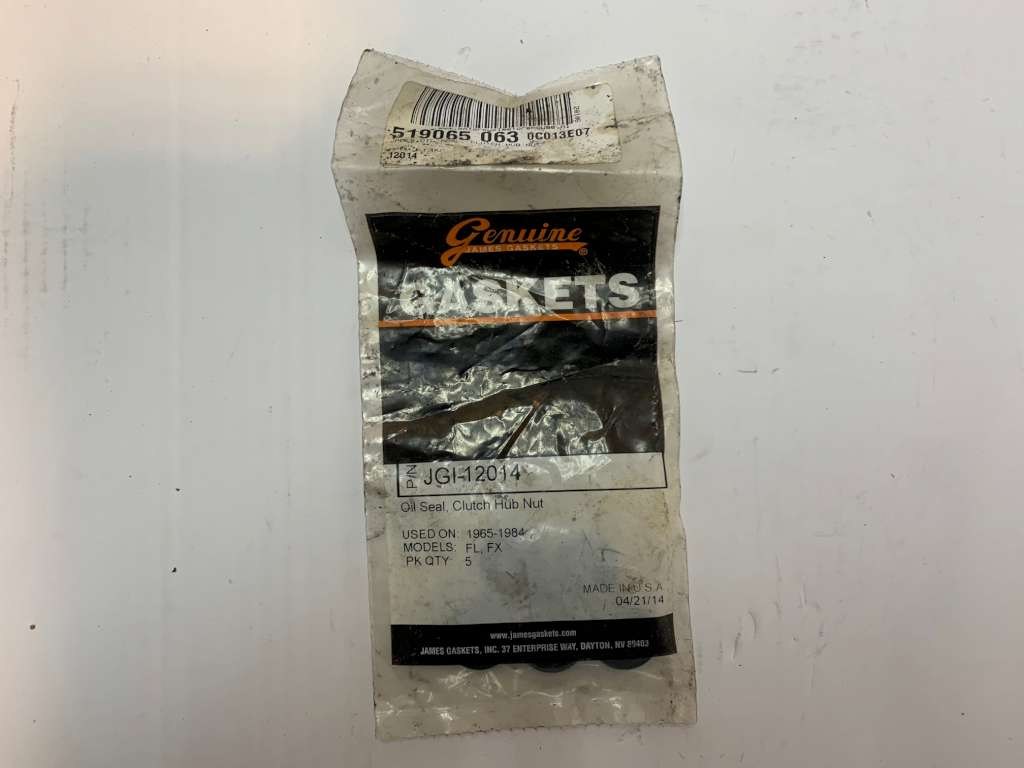 519065 063 0C013E07
12014
Genuine
JAMES GASKETS
GASKETS
P/N JGI-12014
Oil Seal, Clutch Hub Nut
USED ON: 1965-1984
MODELS: FL, FX
PK QTY 5
MADE IN U.S.A
04/21/14
www.jamesgaskets.com
JAMES GASKETS, INC. 37 ENTERPRISE WAY, DAYTON, NV 89403